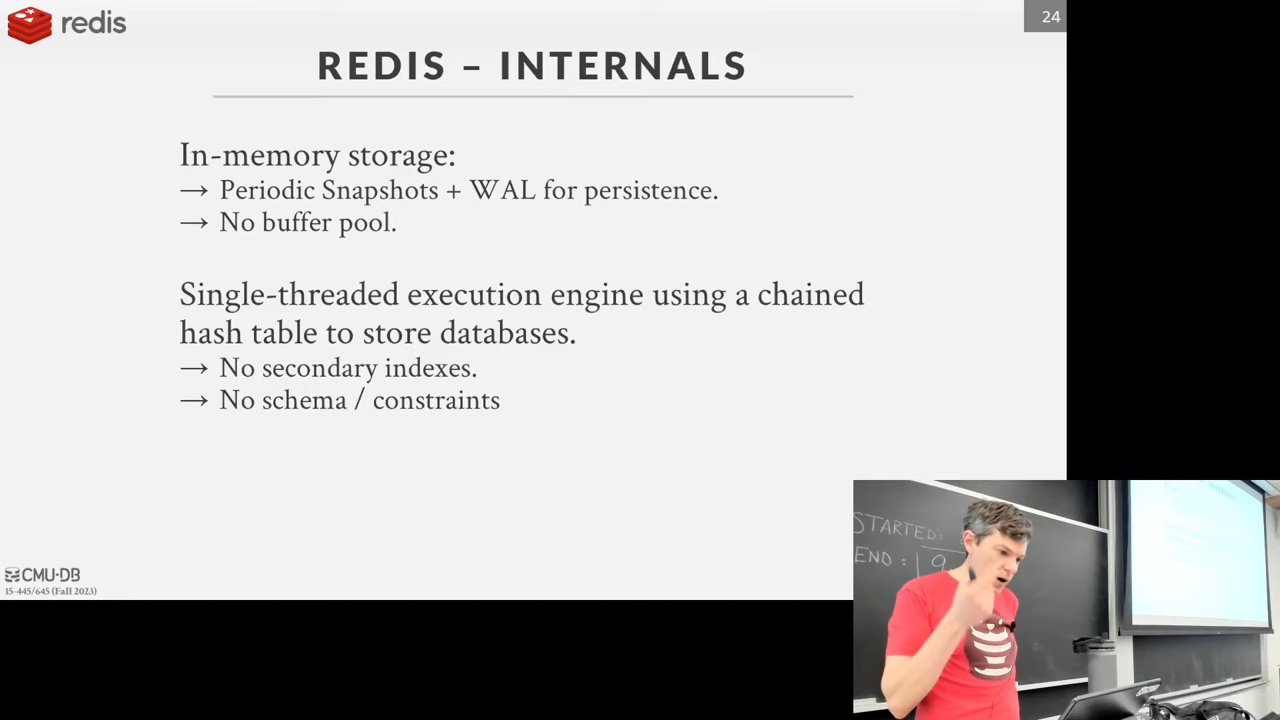 redis
24
REDIS – INTERNALS
In-memory storage:
→ Periodic Snapshots + WAL for persistence.
→ No buffer pool.
Single-threaded execution engine using a chained
hash table to store databases.
→ No secondary indexes.
→ No schema / constraints
CMU·DB
15-445/645 (Fall 2023)
STARTED:
END: 9